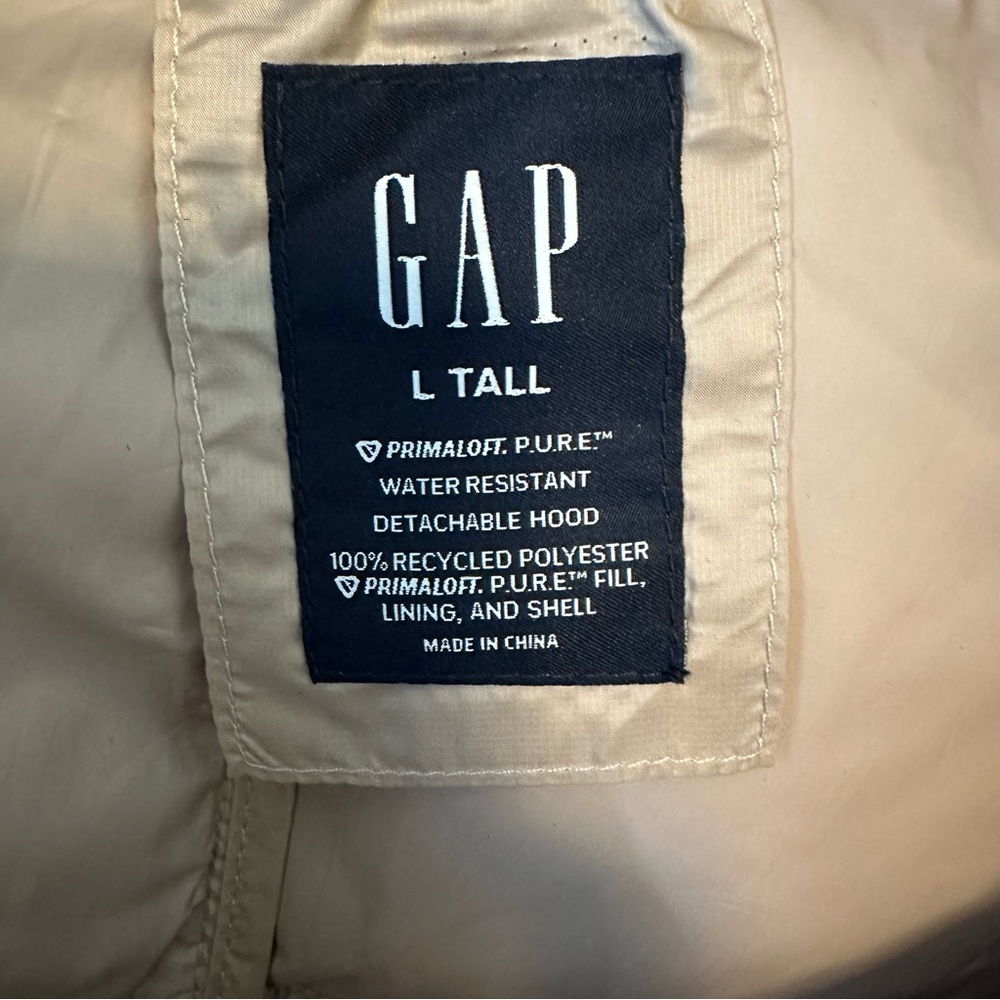 GAP
L TALL
PRIMALOFT. P.U.R.E™
WATER RESISTANT
DETACHABLE HOOD
100% RECYCLED POLYESTER
PRIMALOFT. P.U.R.E.™ FILL,
LINING, AND SHELL
MADE IN CHINA